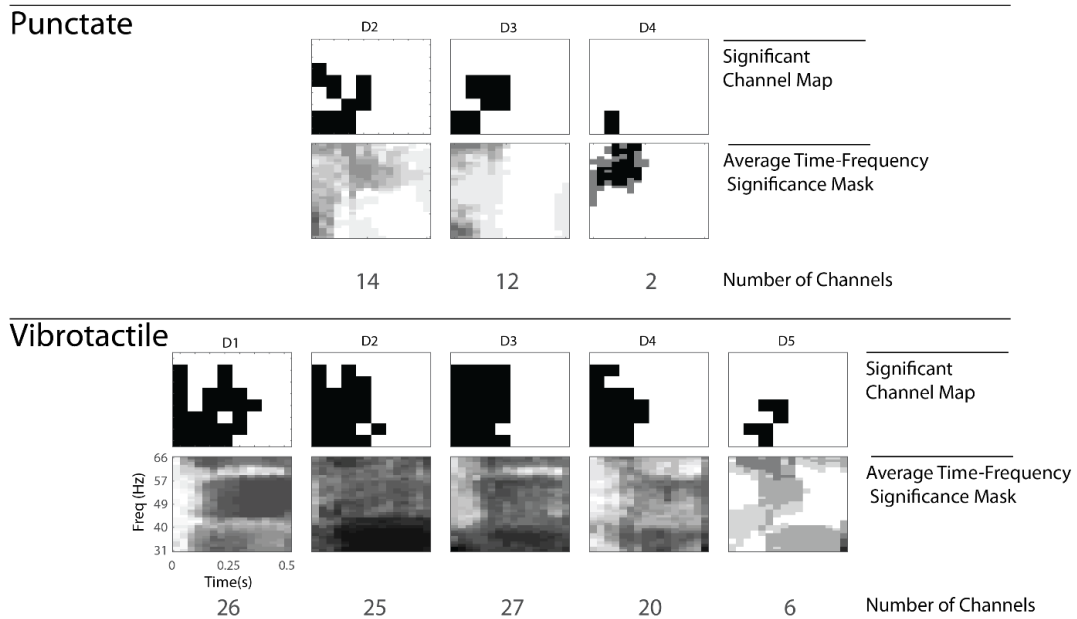 Punctate
D2 D3 D4
Significant
Channel Map
Average Time-Frequency
Significance Mask
14 12 2 Number of Channels
Vibrotactile
D1 D2 D3 D4 D5
Significant
Channel Map
66
57
49
40
31
Freq (Hz)
Average Time-Frequency
Significance Mask
0 0.25 0.5
Time(s)
26 25 27 20 6 Number of Channels